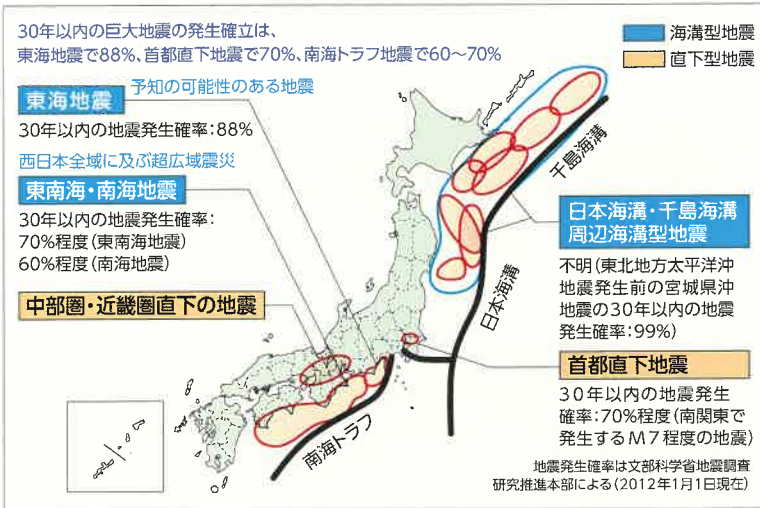 30年以内の巨大地震の発生確立は、
東海地震で88%、首都直下地震で70%、南海トラフ地震で60〜70%
海溝型地震
直下型地震
東海地震
予知の可能性のある地震
30年以内の地震発生確率：88%
西日本全域に及ぶ超広域震災
東南海・南海地震
30年以内の地震発生確率：
70%程度（東南海地震）
60%程度（南海地震）
中部圏・近畿圏直下の地震
千島海溝
日本海溝
南海トラフ
日本海溝・千島海溝
周辺海溝型地震
不明（東北地方太平洋沖
地震発生前の宮城県沖
地震の30年以内の地震
発生確率：99%）
首都直下地震
30年以内の地震発生
確率：70%程度（南関東で
発生するM7程度の地震）
地震発生確率は文部科学省地震調査
研究推進本部による（2012年1月1日現在）